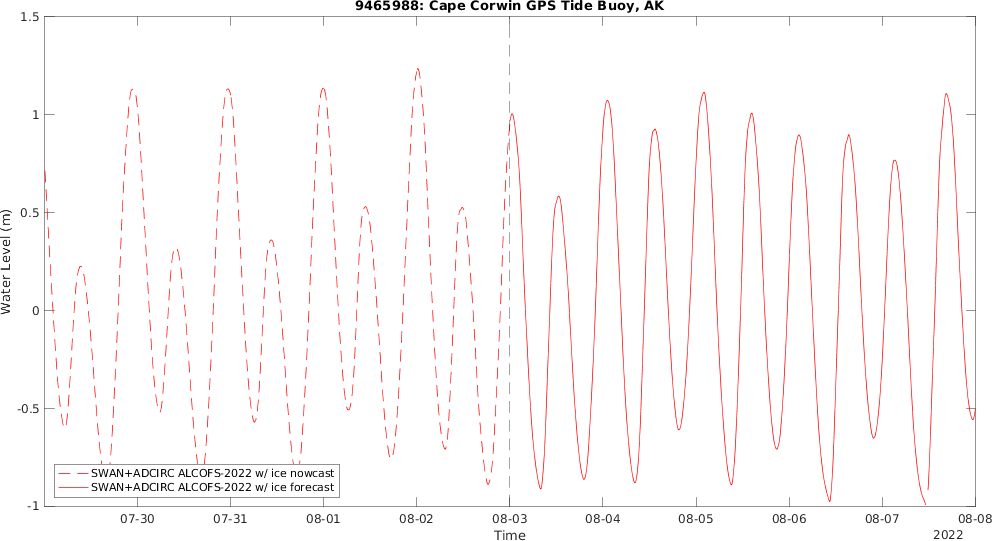 9465988: Cape Corwin GPS Tide Buoy, AK
1.5
1
0.5
0
-0.5
-1
Water Level (m)
SWAN+ADCIRC ALCOFS-2022 w/ ice nowcast
SWAN+ADCIRC ALCOFS-2022 w/ ice forecast
07-30 07-31 08-01 08-02 08-03 08-04 08-05 08-06 08-07 08-08
Time
2022